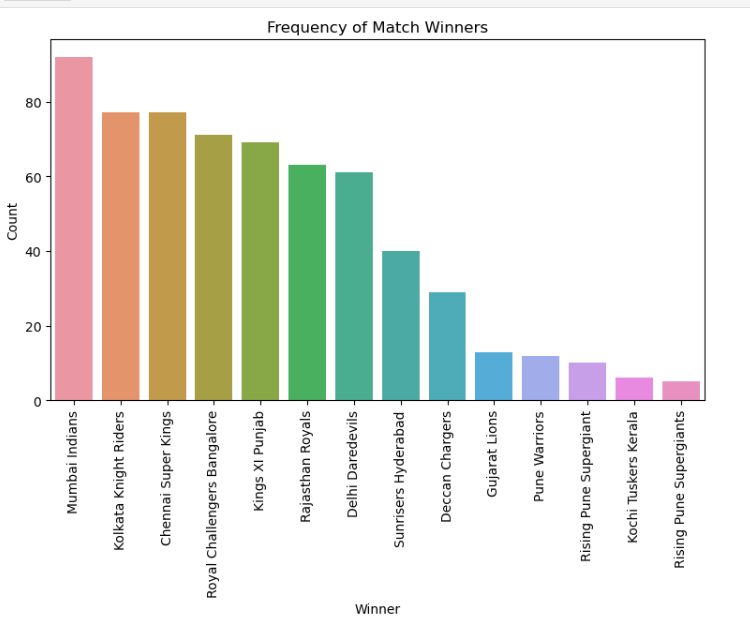 Frequency of Match Winners
Count
80
60
40
20
0
Mumbai Indians
Kolkata Knight Riders
Chennai Super Kings
Royal Challengers Bangalore
Kings XI Punjab
Rajasthan Royals
Delhi Daredevils
Sunrisers Hyderabad
Deccan Chargers
Gujarat Lions
Pune Warriors
Rising Pune Supergiant
Kochi Tuskers Kerala
Rising Pune Supergiants
Winner